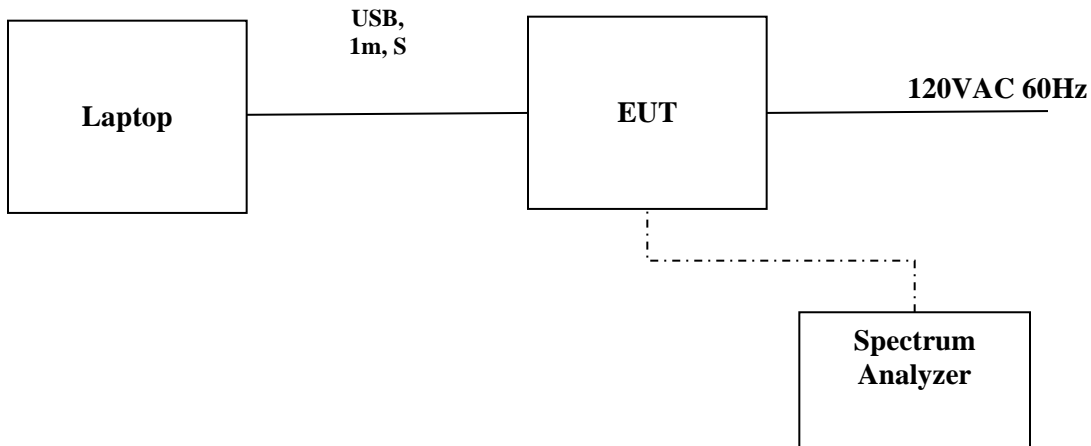 USB,
1m, S
Laptop
EUT
120VAC 60Hz
Spectrum
Analyzer